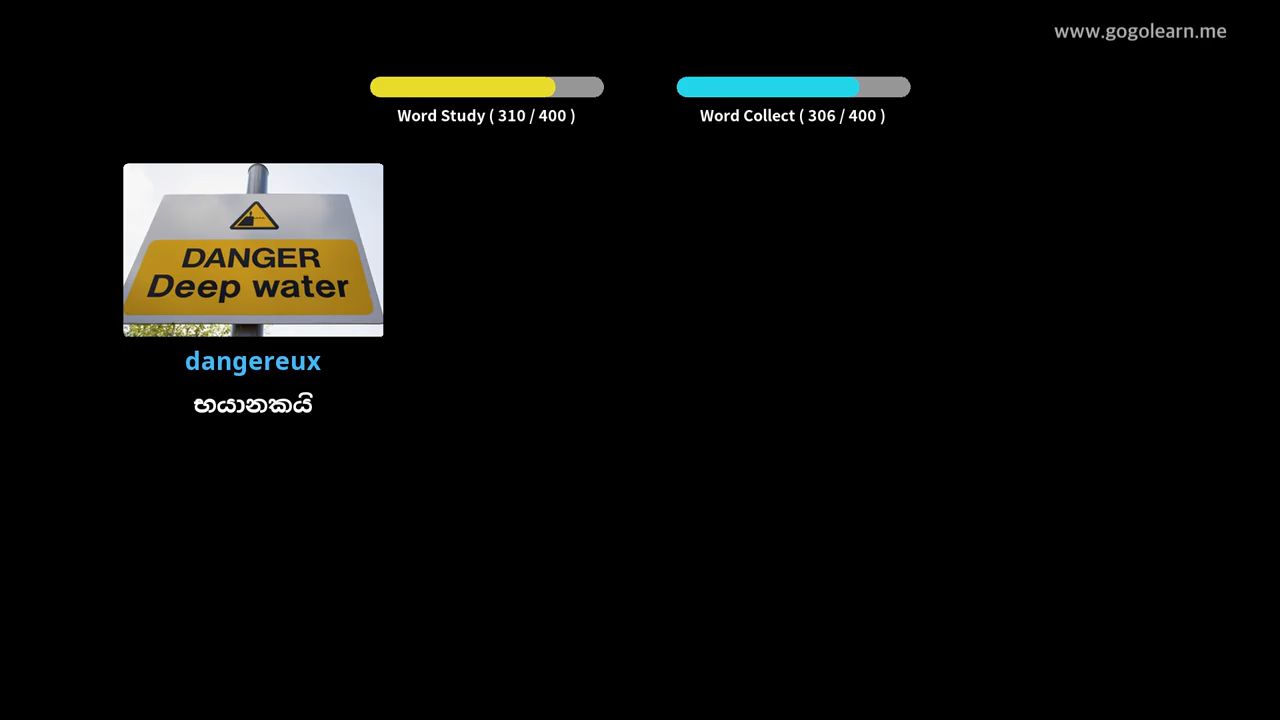 www.gogolearn.me
Word Study ( 310 / 400 )
Word Collect ( 306 / 400 )
DANGER
Deep water
dangereux
භයානකයි